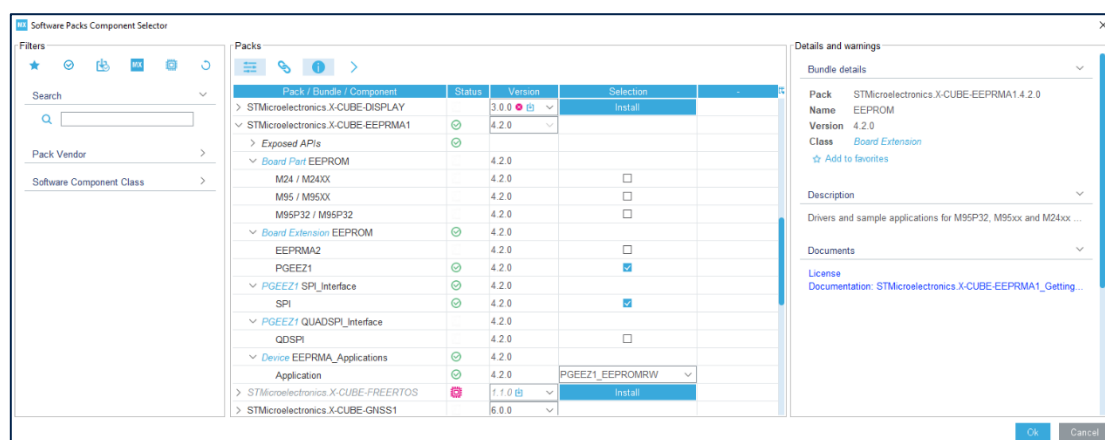 MX Software Packs Component Selector
Filters
MX
Search
Pack Vendor
Software Component Class
Packs
Pack / Bundle / Component Status Version Selection -
STMicroelectronics.X-CUBE-DISPLAY 3.0.0 Install
STMicroelectronics.X-CUBE-EEPRMA1 4.2.0
Exposed APIs
Board Part EEPROM 4.2.0
M24 / M24XX 4.2.0
M95 / M95XX 4.2.0
M95P32 / M95P32 4.2.0
Board Extension EEPROM 4.2.0
EEPRMA2 4.2.0
PGEEZ1 4.2.0
PGEEZ1 SPI_Interface 4.2.0
SPI 4.2.0
PGEEZ1 QUADSPI_Interface 4.2.0
QDSPI 4.2.0
Device EEPRMA_Applications 4.2.0
Application 4.2.0 PGEEZ1_EEPROMRW
STMicroelectronics.X-CUBE-FREERTOS 1.1.0 Install
STMicroelectronics.X-CUBE-GNSS1 6.0.0
Details and warnings
Bundle details
Pack STMicroelectronics.X-CUBE-EEPRMA1.4.2.0
Name EEPROM
Version 4.2.0
Class Board Extension
Add to favorites
Description
Drivers and sample applications for M95P32, M95xx and M24xx ...
Documents
License
Documentation: STMicroelectronics.X-CUBE-EEPRMA1_Getting...
Ok Cancel